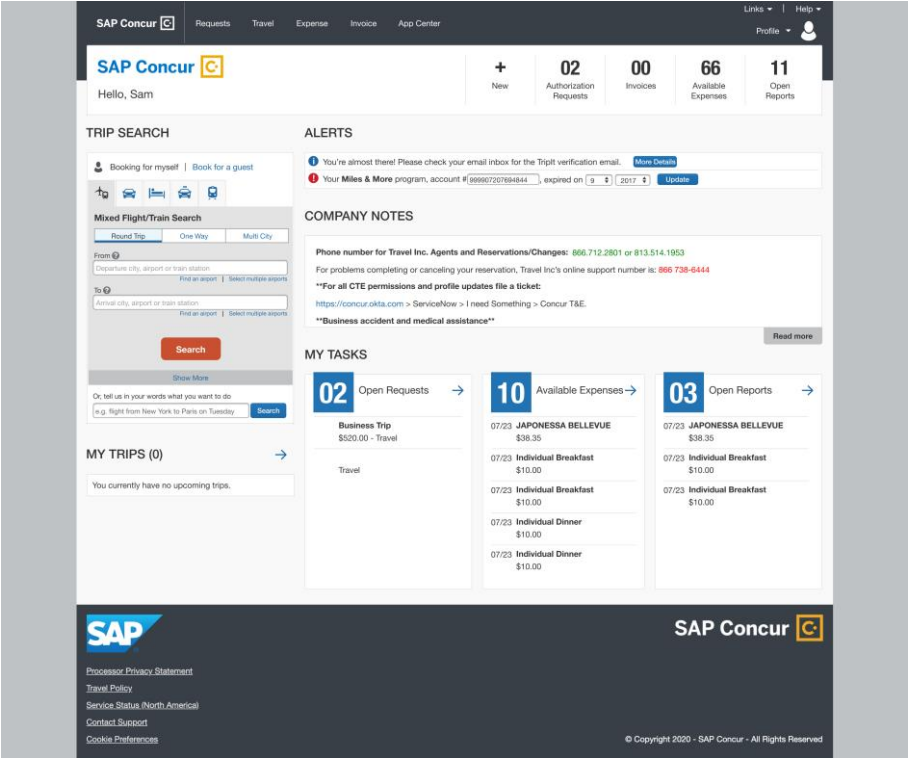 Links
Help
SAP Concur C
Requests
Travel
Expense
Invoice
App Center
Profile
SAP Concur C
Hello, Sam
+
New
02
Authorization
Requests
00
Invoices
66
Available
Expenses
11
Open
Reports
TRIP SEARCH
Booking for myself | Book for a guest
Mixed Flight/Train Search
Round Trip
One Way
Multi City
From ?
Departure city, airport or train station
Find an airport | Select multiple airports
To ?
Arrival city, airport or train station
Find an airport | Select multiple airports
Search
Show More
Or, tell us in your words what you want to do
e.g. flight from New York to Paris on Tuesday
Search
MY TRIPS (0)
You currently have no upcoming trips.
ALERTS
You're almost there! Please check your email inbox for the TripIt verification email. More Details
Your Miles & More program, account # 999907207694844 , expired on 9 2017 Update
COMPANY NOTES
Phone number for Travel Inc. Agents and Reservations/Changes: 866.712.2801 or 813.514.1953
For problems completing or canceling your reservation, Travel Inc's online support number is: 866 738-6444
**For all CTE permissions and profile updates file a ticket:
https://concur.okta.com > ServiceNow > I need Something > Concur T&E.
**Business accident and medical assistance**
Read more
MY TASKS
02 Open Requests
Business Trip
$520.00 - Travel
Travel
10 Available Expenses
07/23 JAPONESSA BELLEVUE
$38.35
07/23 Individual Breakfast
$10.00
07/23 Individual Breakfast
$10.00
07/23 Individual Dinner
$10.00
07/23 Individual Dinner
$10.00
03 Open Reports
07/23 JAPONESSA BELLEVUE
$38.35
07/23 Individual Breakfast
$10.00
07/23 Individual Breakfast
$10.00
SAP
SAP Concur C
Processor Privacy Statement
Travel Policy
Service Status (North America)
Contact Support
Cookie Preferences
© Copyright 2020 - SAP Concur - All Rights Reserved